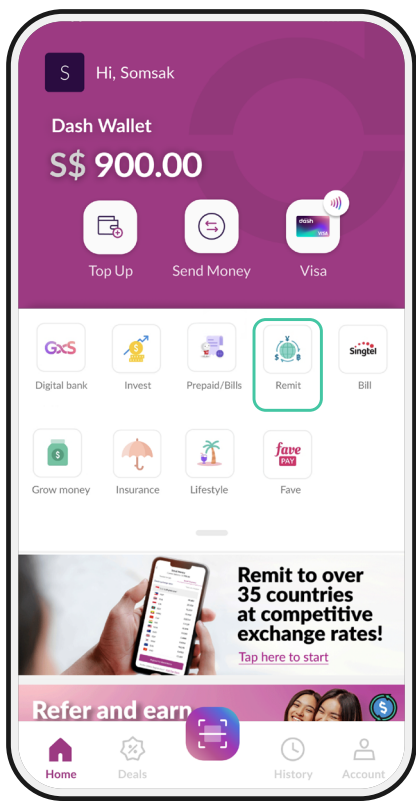 S
Hi, Somsak
Dash Wallet
S$ 900.00
dash
VISA
Top Up
Send Money
Visa
GXS
Singtel
Digital bank
Invest
Prepaid/Bills
Remit
Bill
fave
PAY
Grow money
Insurance
Lifestyle
Fave
Remit to over
35 countries
at competitive
exchange rates!
Tap here to start
Refer and earn
Home
Deals
History
Account